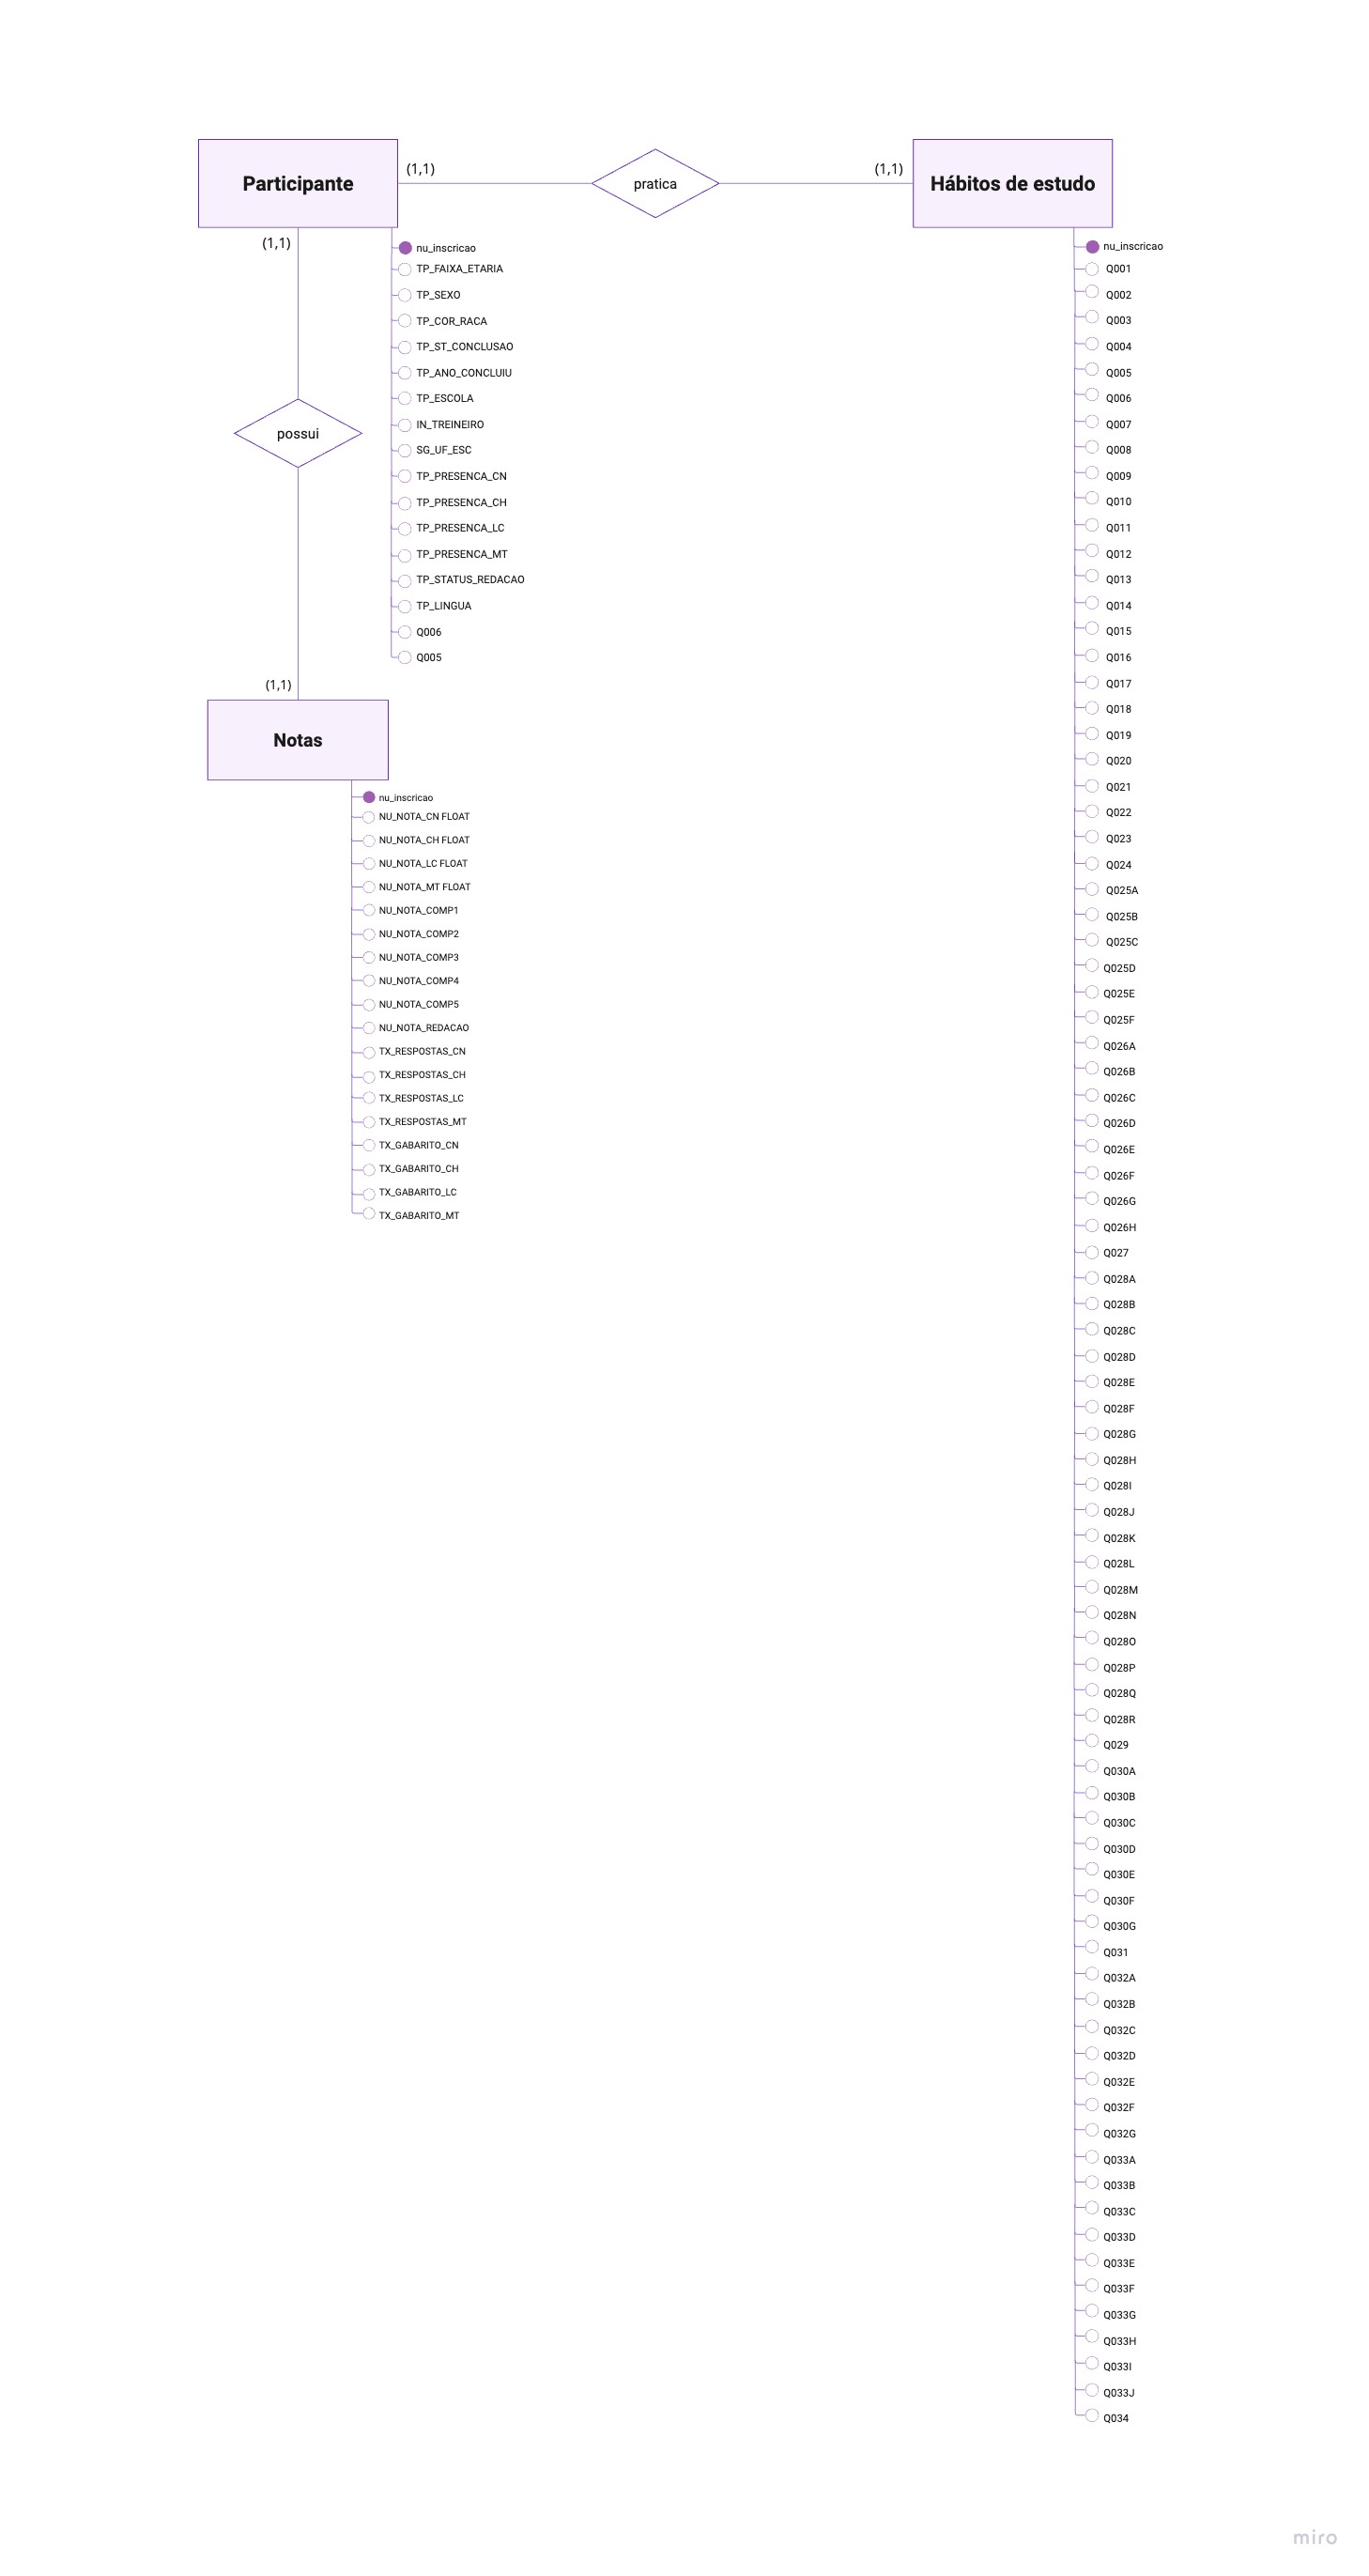 Participante
(1,1)
pratica
(1,1)
Hábitos de estudo
(1,1)
possui
(1,1)
nu_inscricao
TP_FAIXA_ETARIA
TP_SEXO
TP_COR_RACA
TP_ST_CONCLUSAO
TP_ANO_CONCLUIU
TP_ESCOLA
IN_TREINEIRO
SG_UF_ESC
TP_PRESENCA_CN
TP_PRESENCA_CH
TP_PRESENCA_LC
TP_PRESENCA_MT
TP_STATUS_REDACAO
TP_LINGUA
Q006
Q005
Notas
nu_inscricao
NU_NOTA_CN FLOAT
NU_NOTA_CH FLOAT
NU_NOTA_LC FLOAT
NU_NOTA_MT FLOAT
NU_NOTA_COMP1
NU_NOTA_COMP2
NU_NOTA_COMP3
NU_NOTA_COMP4
NU_NOTA_COMP5
NU_NOTA_REDACAO
TX_RESPOSTAS_CN
TX_RESPOSTAS_CH
TX_RESPOSTAS_LC
TX_RESPOSTAS_MT
TX_GABARITO_CN
TX_GABARITO_CH
TX_GABARITO_LC
TX_GABARITO_MT
nu_inscricao
Q001
Q002
Q003
Q004
Q005
Q006
Q007
Q008
Q009
Q010
Q011
Q012
Q013
Q014
Q015
Q016
Q017
Q018
Q019
Q020
Q021
Q022
Q023
Q024
Q025A
Q025B
Q025C
Q025D
Q025E
Q025F
Q026A
Q026B
Q026C
Q026D
Q026E
Q026F
Q026G
Q026H
Q027
Q028A
Q028B
Q028C
Q028D
Q028E
Q028F
Q028G
Q028H
Q028I
Q028J
Q028K
Q028L
Q028M
Q028N
Q028O
Q028P
Q028Q
Q028R
Q029
Q030A
Q030B
Q030C
Q030D
Q030E
Q030F
Q030G
Q031
Q032A
Q032B
Q032C
Q032D
Q032E
Q032F
Q032G
Q033A
Q033B
Q033C
Q033D
Q033E
Q033F
Q033G
Q033H
Q033I
Q033J
Q034
miro